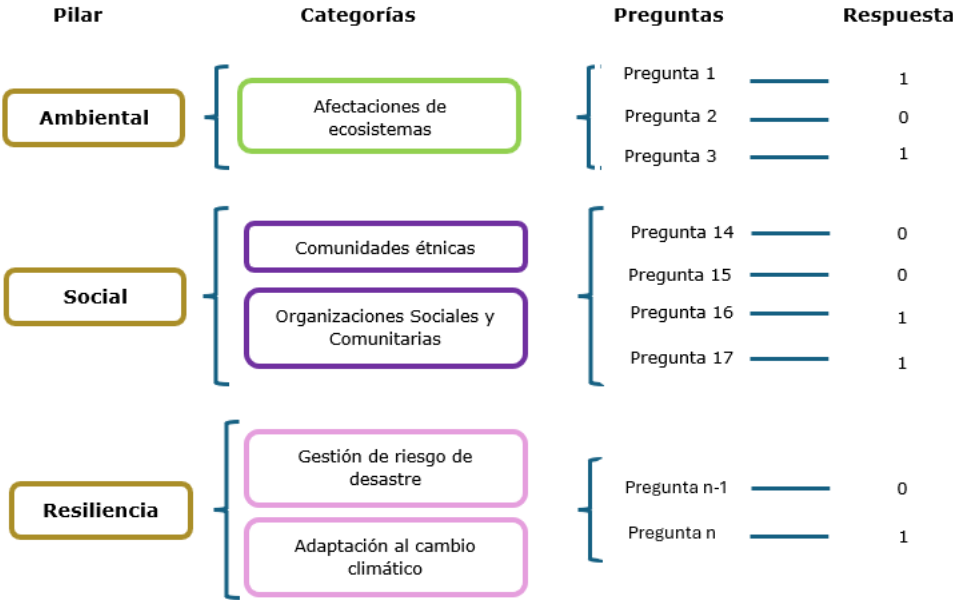 Pilar Categorías Preguntas Respuesta
Ambiental
Afectaciones de
ecosistemas
Pregunta 1 1
Pregunta 2 0
Pregunta 3 1
Social
Comunidades étnicas
Organizaciones Sociales y
Comunitarias
Pregunta 14 0
Pregunta 15 0
Pregunta 16 1
Pregunta 17 1
Resiliencia
Gestión de riesgo de
desastre
Adaptación al cambio
climático
Pregunta n-1 0
Pregunta n 1